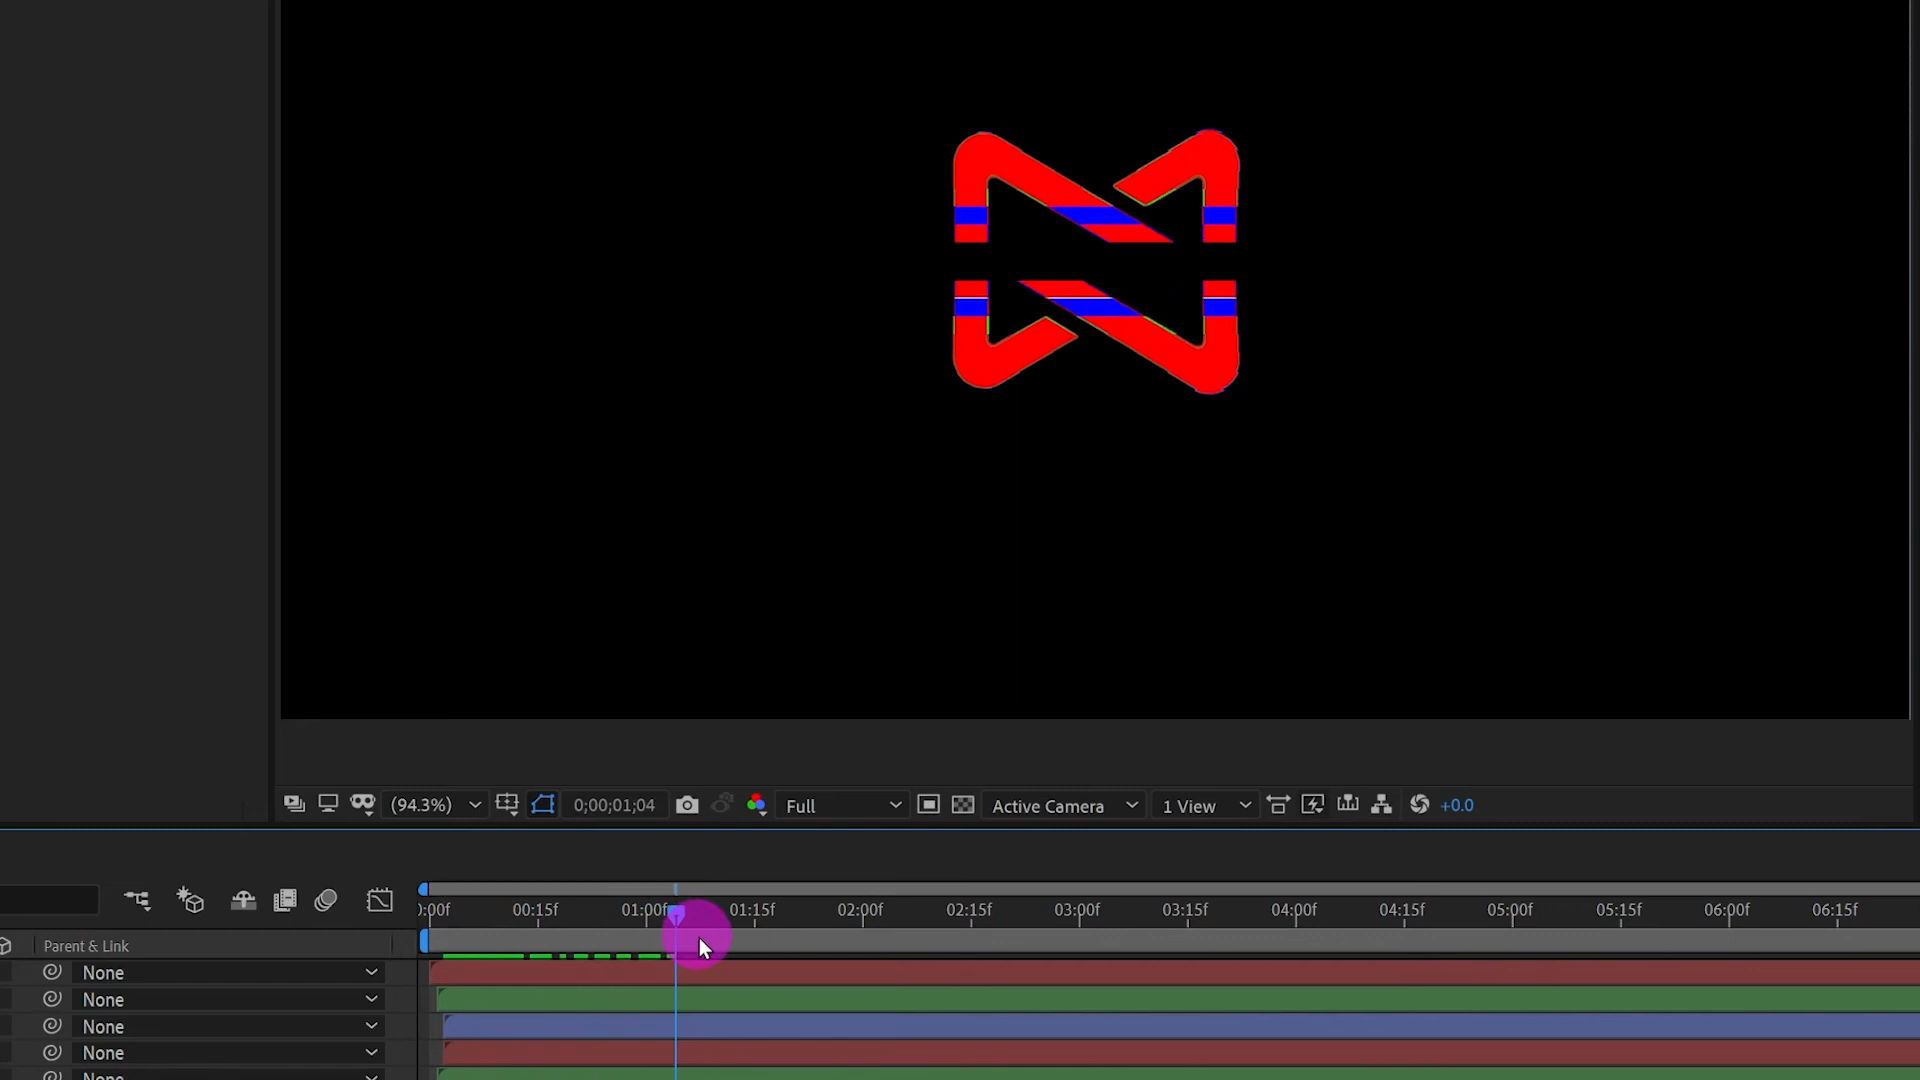 (94.3%) 0;00;01;04 Full Active Camera 1 View +0.0
):00f 00:15f 01:00f 01:15f 02:00f 02:15f 03:00f 03:15f 04:00f 04:15f 05:00f 05:15f 06:00f 06:15f
Parent & Link
None
None
None
None
None